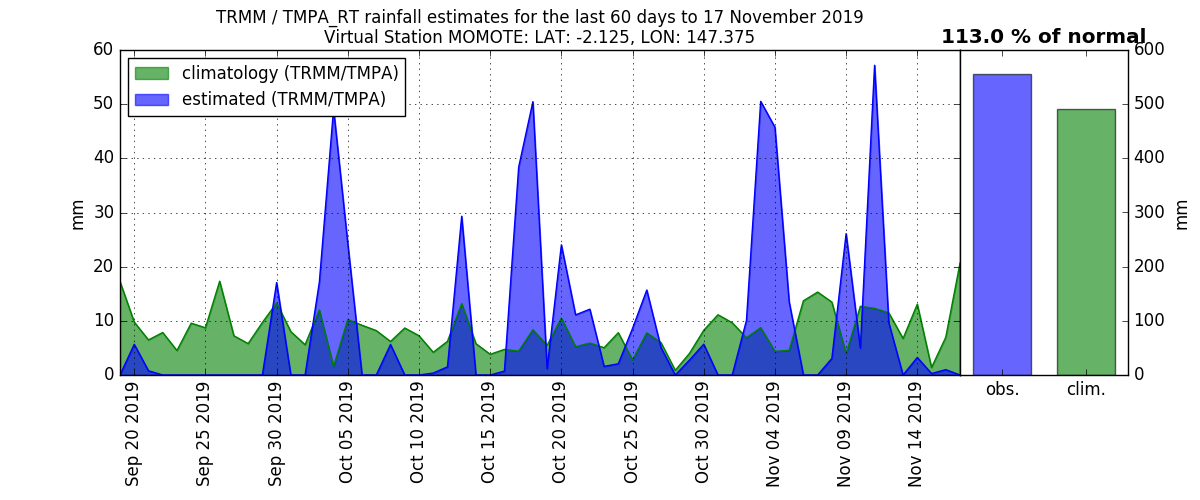 TRMM / TMPA_RT rainfall estimates for the last 60 days to 17 November 2019
Virtual Station MOMOTE: LAT: -2.125, LON: 147.375
113.0 % of normal
climatology (TRMM/TMPA)
estimated (TRMM/TMPA)
60
50
40
30
20
10
0
mm
600
500
400
300
200
100
0
mm
Sep 20 2019
Sep 25 2019
Sep 30 2019
Oct 05 2019
Oct 10 2019
Oct 15 2019
Oct 20 2019
Oct 25 2019
Oct 30 2019
Nov 04 2019
Nov 09 2019
Nov 14 2019
obs.
clim.